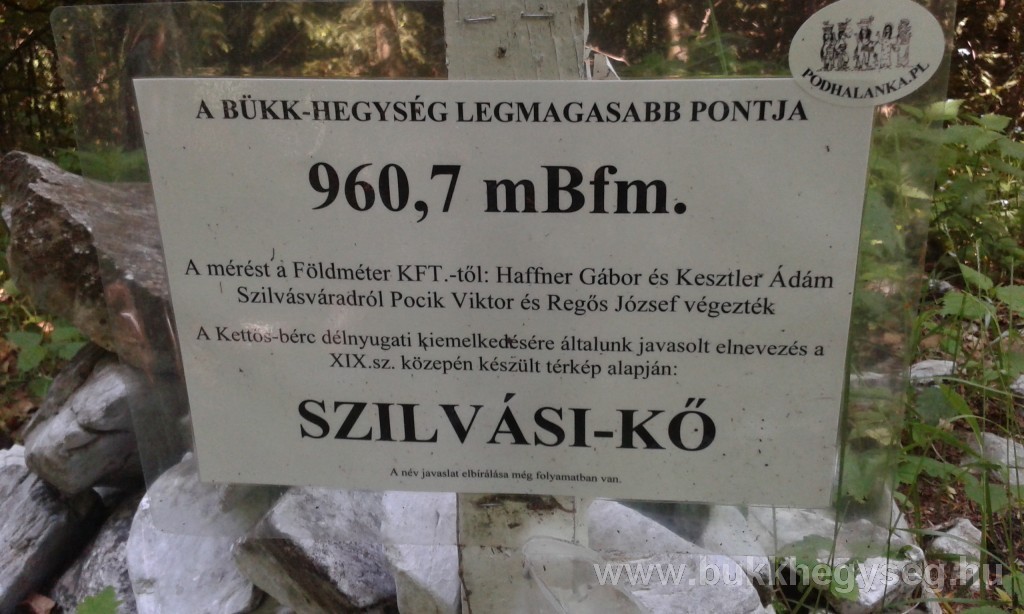 PODHALANKA.PL
A BÜKK-HEGYSÉG LEGMAGASABB PONTJA
960,7 mBfm.
A mérést a Földméter KFT.-től: Haffner Gábor és Kesztler Ádám
Szilvásváradról Pocik Viktor és Regős József végezték
A Kettős-bérc délnyugati kiemelkedésére általunk javasolt elnevezés a
XIX.sz. közepén készült térkép alapján:
SZILVÁSI-KŐ
A név javaslat elbírálása még folyamatban van.
www.bukkhegyseg.hu